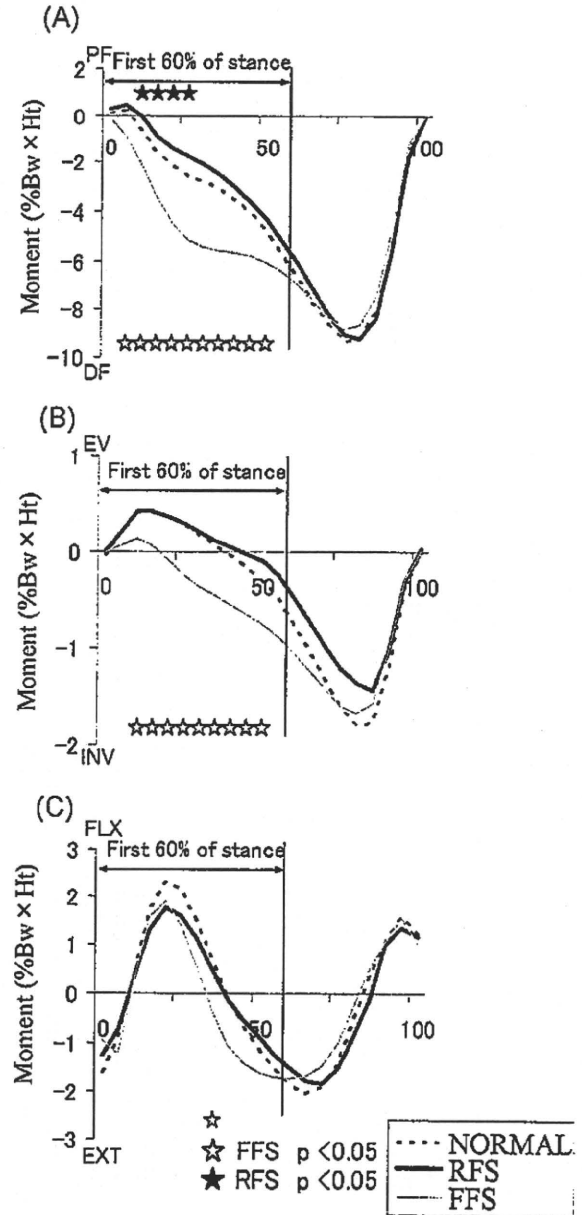 (A)
PF
2
First 60% of stance
★★★★
0
0
50
100
-2
-4
-6
-8
☆☆☆☆☆☆☆☆☆☆
-10
DF
Moment (%Bw × Ht)
(B)
EV
1
First 60% of stance
0
0
50
100
-1
☆☆☆☆☆☆☆☆☆
-2
INV
Moment (%Bw × Ht)
(C)
FLX
3
First 60% of stance
2
1
0
0
50
100
-1
-2
-3
EXT
Moment (%Bw × Ht)
☆
☆ FFS p <0.05
★ RFS p <0.05
NORMAL
RFS
FFS